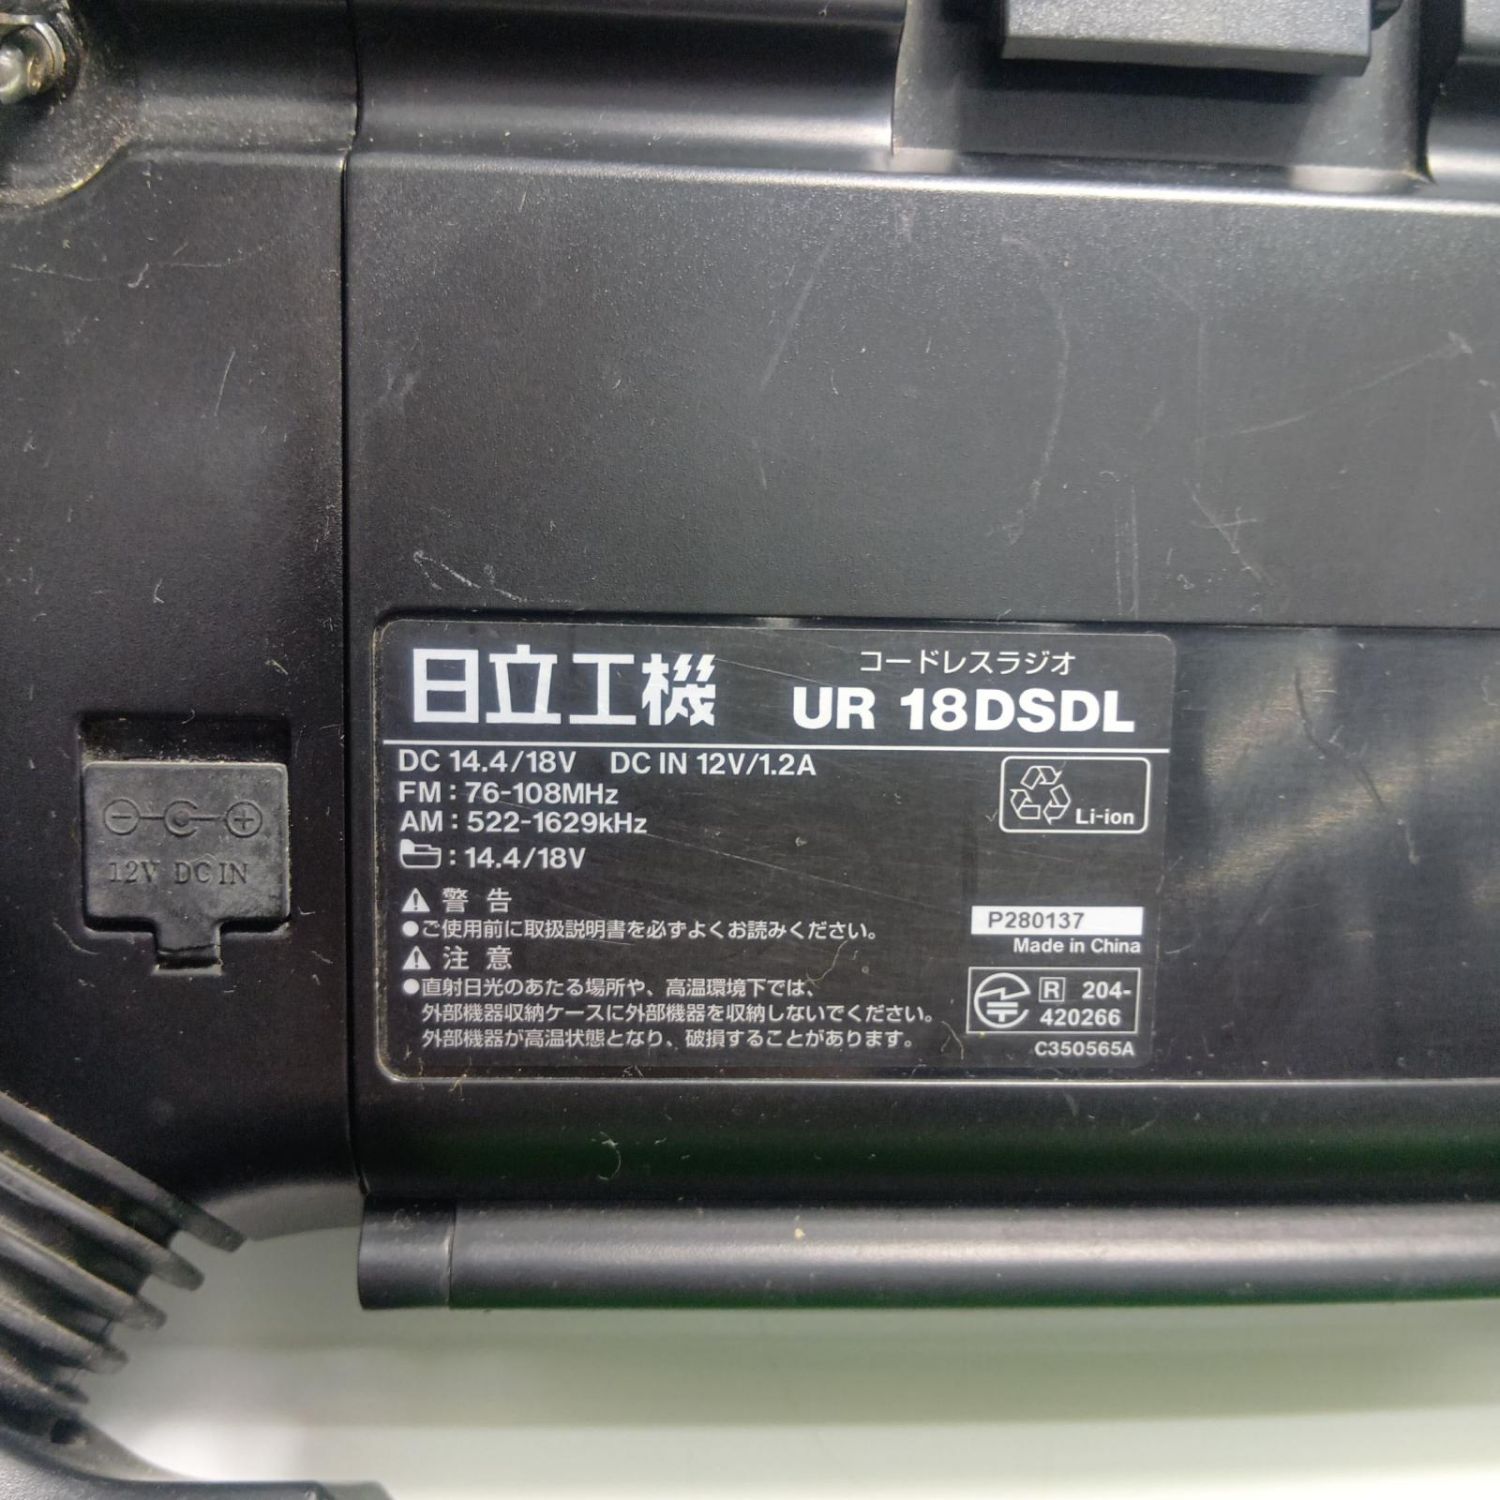 日立工機
コードレスラジオ
UR 18DSDL
DC 14.4/18V DC IN 12V/1.2A
FM : 76-108MHz
AM : 522-1629kHz
: 14.4/18V
Li-ion
警 告
●ご使用前に取扱説明書を必ずよくお読みください。
注 意
●直射日光のあたる場所や、高温環境下では、
外部機器収納ケースに外部機器を収納しないでください。
外部機器が高温状態となり、破損することがあります。
P280137
Made in China
R 204-
420266
C350565A
12V DC IN